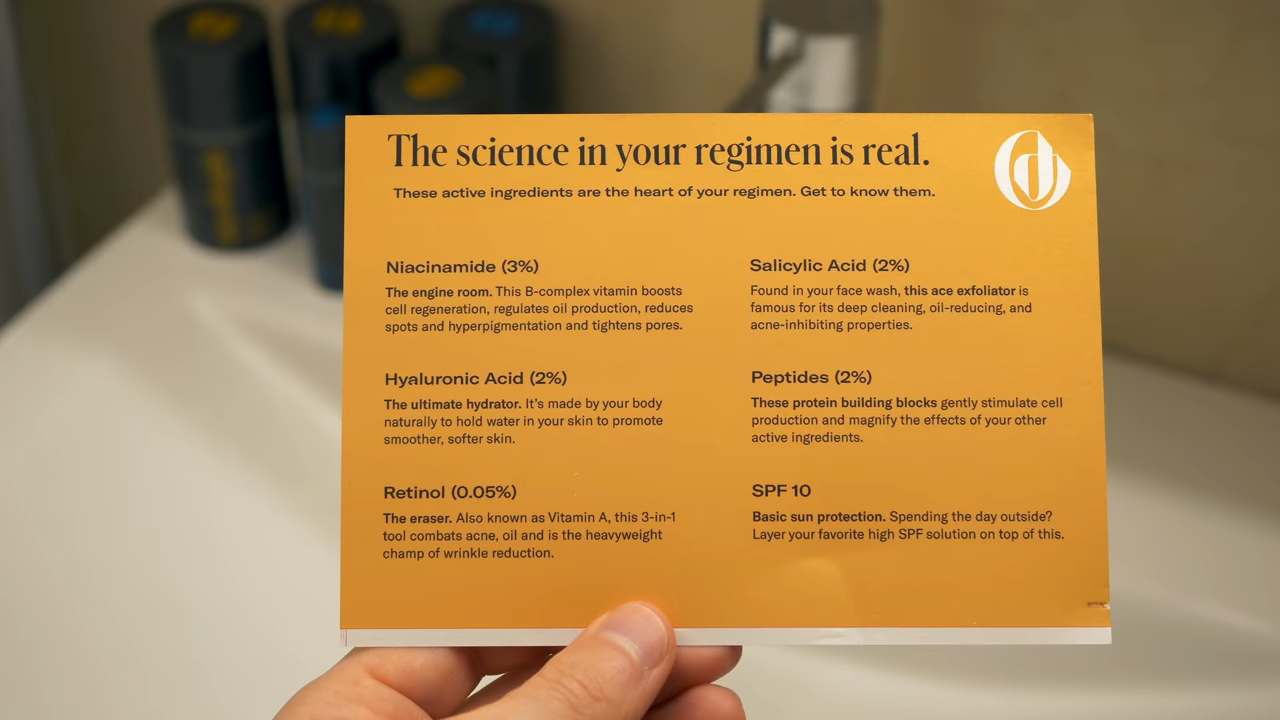 The science in your regimen is real.
These active ingredients are the heart of your regimen. Get to know them.
Niacinamide (3%)
The engine room. This B-complex vitamin boosts
cell regeneration, regulates oil production, reduces
spots and hyperpigmentation and tightens pores.
Hyaluronic Acid (2%)
The ultimate hydrator. It's made by your body
naturally to hold water in your skin to promote
smoother, softer skin.
Retinol (0.05%)
The eraser. Also known as Vitamin A, this 3-in-1
tool combats acne, oil and is the heavyweight
champ of wrinkle reduction.
Salicylic Acid (2%)
Found in your face wash, this ace exfoliator is
famous for its deep cleaning, oil-reducing, and
acne-inhibiting properties.
Peptides (2%)
These protein building blocks gently stimulate cell
production and magnify the effects of your other
active ingredients.
SPF 10
Basic sun protection. Spending the day outside?
Layer your favorite high SPF solution on top of this.